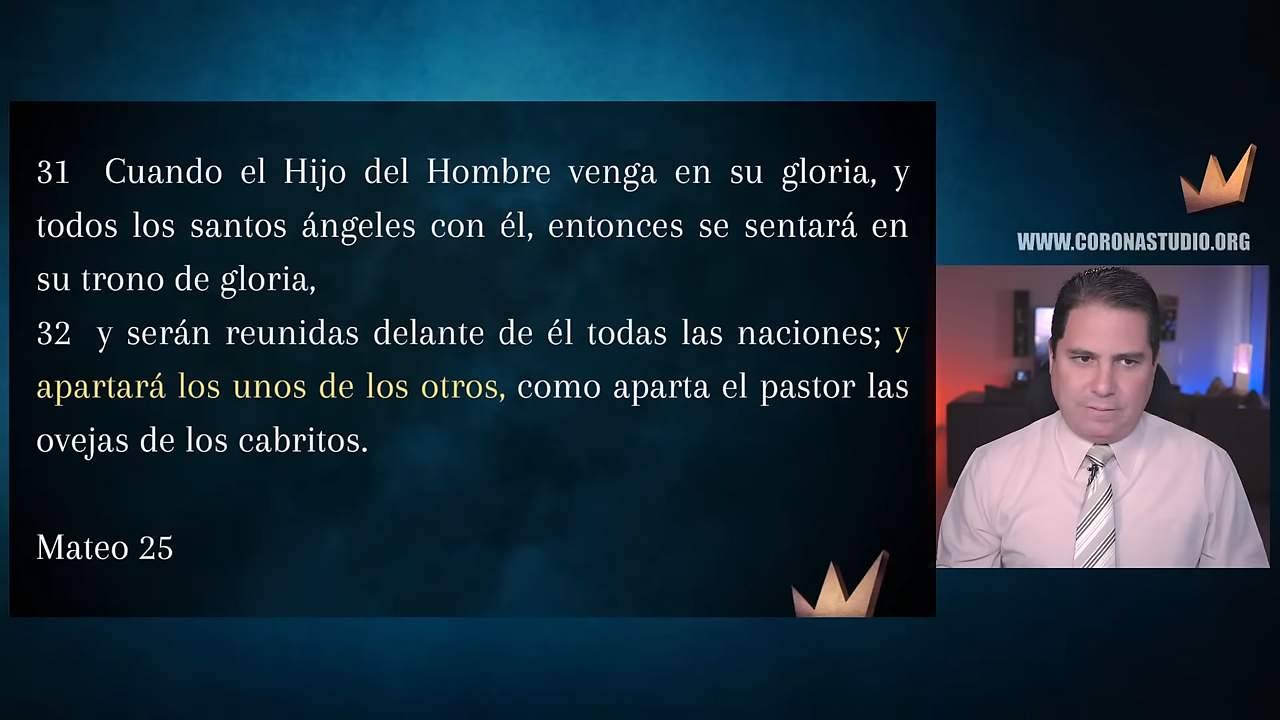 31 Cuando el Hijo del Hombre venga en su gloria, y
todos los santos ángeles con él, entonces se sentará en
su trono de gloria,
32 y serán reunidas delante de él todas las naciones; y
apartará los unos de los otros, como aparta el pastor las
ovejas de los cabritos.
Mateo 25
WWW.CORONASTUDIO.ORG